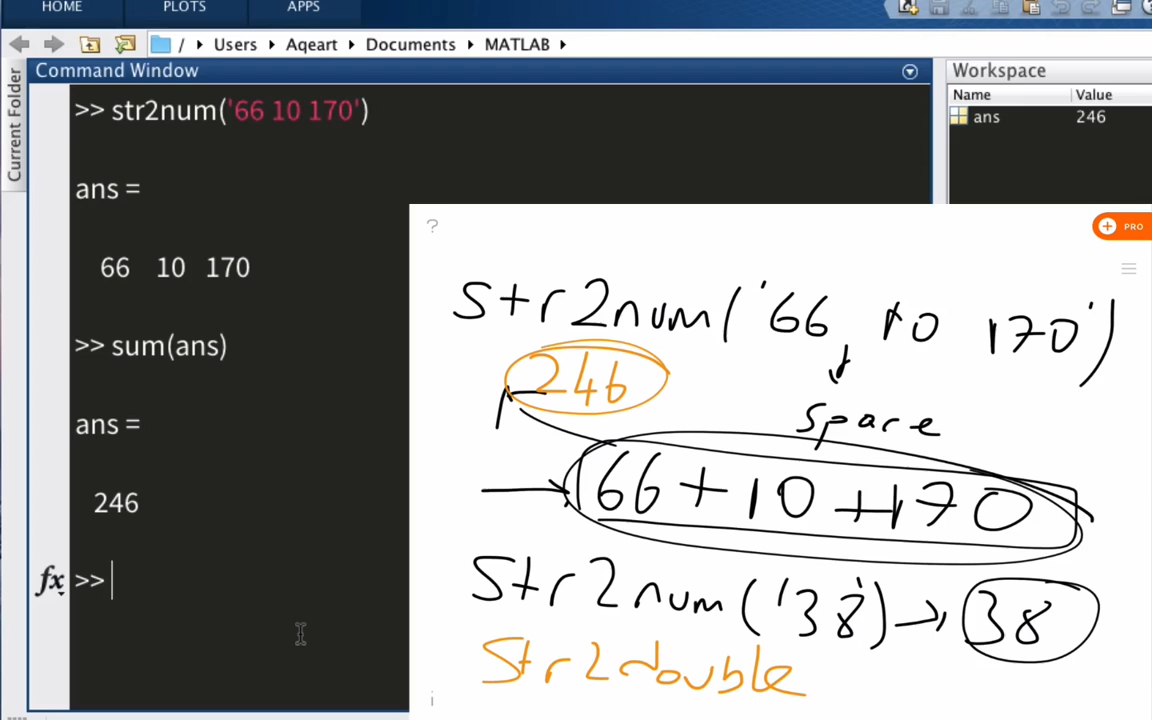 HOME PLOTS APPS
/ Users Aqeart Documents MATLAB
Current Folder
Command Window
>> str2num('66 10 170')
ans =
66 10 170
>> sum(ans)
ans =
246
fx >>
Workspace
Name Value
ans 246
? PRO
str2num('66 10 170')
246
space
66+10+170
str2num('38') → 38
Str2double
i